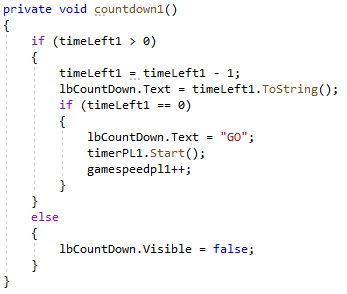 private void countdown1()
{
    if (timeLeft1 > 0)
    {
        timeLeft1 = timeLeft1 - 1;
        lbCountDown.Text = timeLeft1.ToString();
        if (timeLeft1 == 0)
        {
            lbCountDown.Text = "GO";
            timerPL1.Start();
            gamespeedpl1++;
        }
    }
    else
    {
        lbCountDown.Visible = false;
    }
}